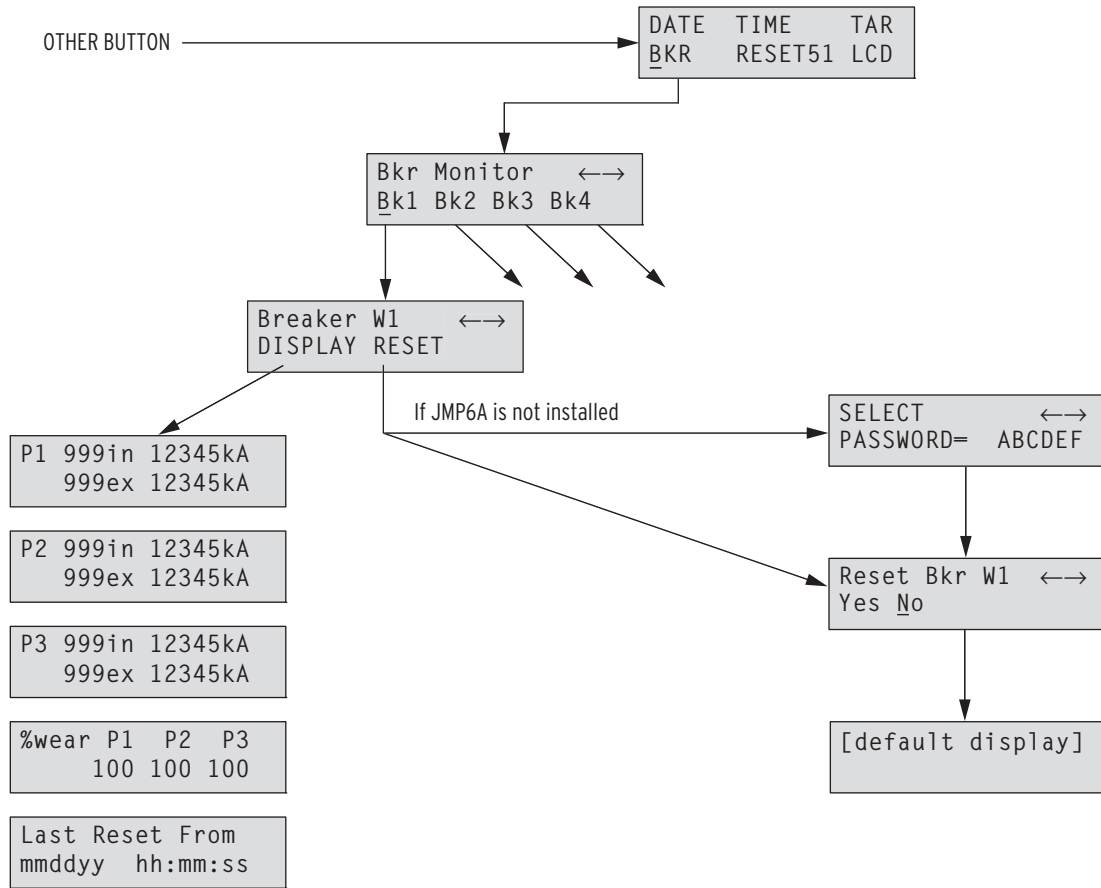 OTHER BUTTON
DATE TIME TAR
BKR RESET51 LCD
Bkr Monitor ←→
Bk1 Bk2 Bk3 Bk4
Breaker W1 ←→
DISPLAY RESET
If JMP6A is not installed
SELECT ←→
PASSWORD= ABCDEF
P1 999in 12345kA
999ex 12345kA
P2 999in 12345kA
999ex 12345kA
Reset Bkr W1 ←→
Yes No
P3 999in 12345kA
999ex 12345kA
%wear P1 P2 P3
100 100 100
[default display]
Last Reset From
mmddyy hh:mm:ss